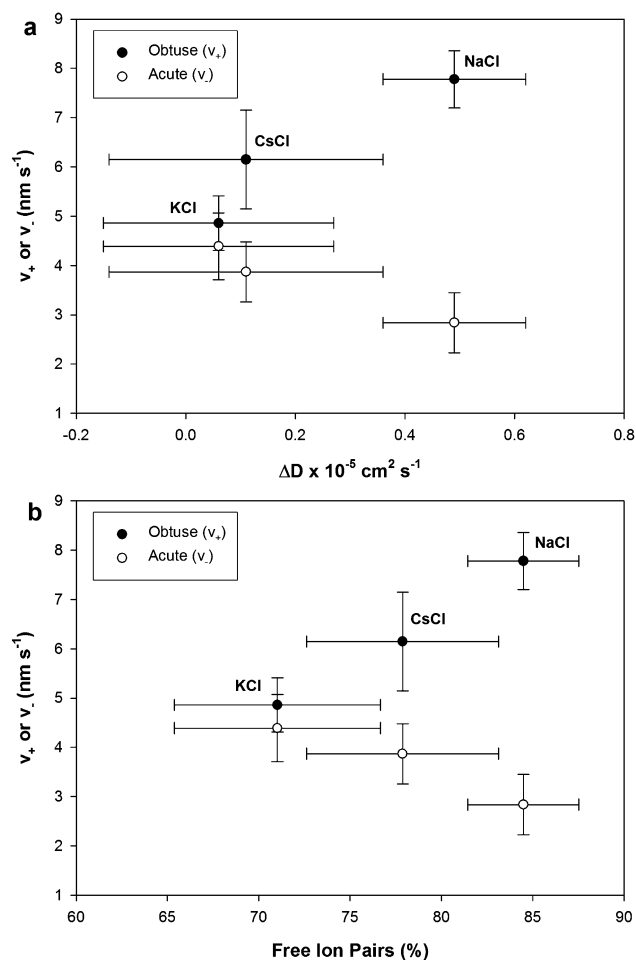 a
9
8
7
6
5
4
3
2
1
v₊ or v₋ (nm s⁻¹)
Obtuse (v₊)
Acute (v₋)
NaCl
CsCl
KCl
-0.2 0.0 0.2 0.4 0.6 0.8
ΔD x 10⁻⁵ cm² s⁻¹
b
9
8
7
6
5
4
3
2
1
v₊ or v₋ (nm s⁻¹)
Obtuse (v₊)
Acute (v₋)
NaCl
CsCl
KCl
60 65 70 75 80 85 90
Free Ion Pairs (%)